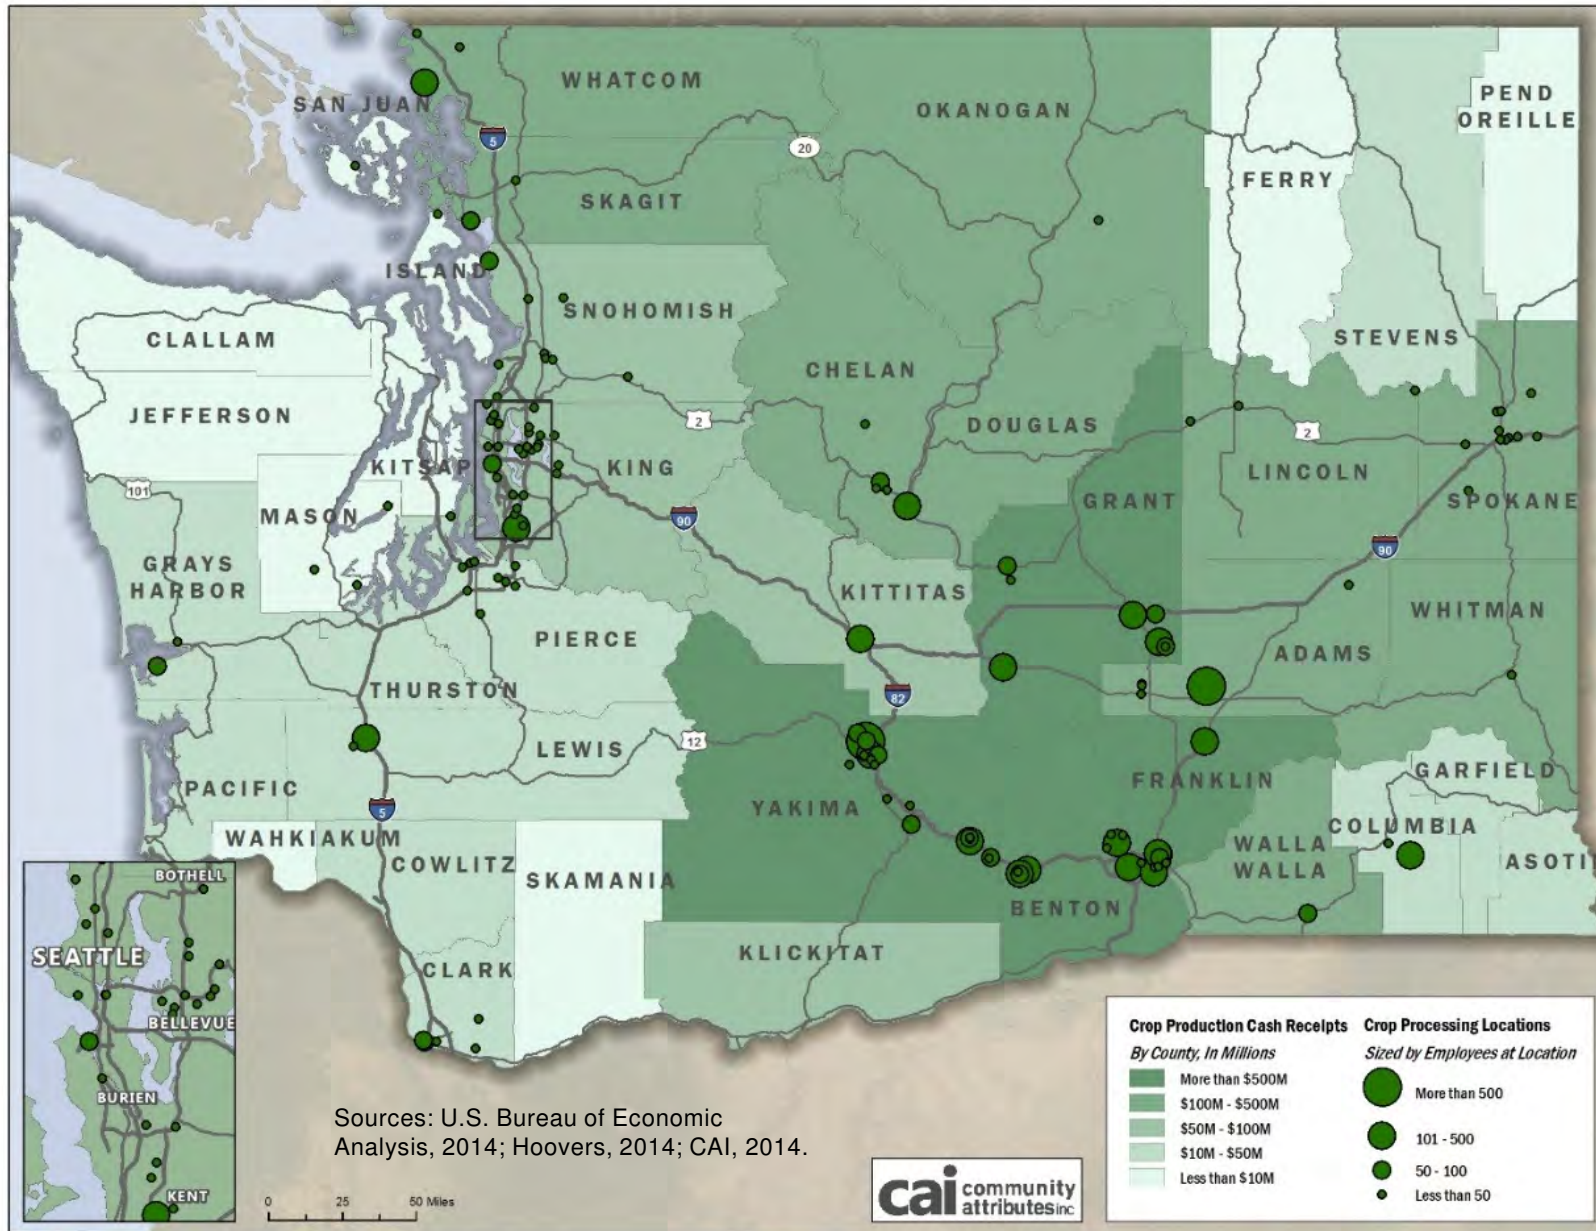 WHATCOM
SAN JUAN
OKANOGAN
PEND
OREILLE
5
20
FERRY
SKAGIT
ISLAND
SNOHOMISH
CLALLAM
STEVENS
CHELAN
JEFFERSON
DOUGLAS
2
2
KITSAP
KING
LINCOLN
101
GRANT
SPOKANE
MASON
90
90
GRAYS
HARBOR
KITTITAS
WHITMAN
PIERCE
ADAMS
THURSTON
82
LEWIS
12
PACIFIC
FRANKLIN
GARFIELD
YAKIMA
5
WAHKIAKUM
COLUMBIA
COWLITZ
WALLA
WALLA
ASOTI
SKAMANIA
BENTON
KLICKITAT
CLARK
BOTHELL
SEATTLE
BELLEVUE
BURIEN
KENT
Sources: U.S. Bureau of Economic
Analysis, 2014; Hoovers, 2014; CAI, 2014.
0 25 50 Miles
cai community
attributes inc
Crop Production Cash Receipts
By County, In Millions
More than $500M
$100M - $500M
$50M - $100M
$10M - $50M
Less than $10M
Crop Processing Locations
Sized by Employees at Location
More than 500
101 - 500
50 - 100
Less than 50